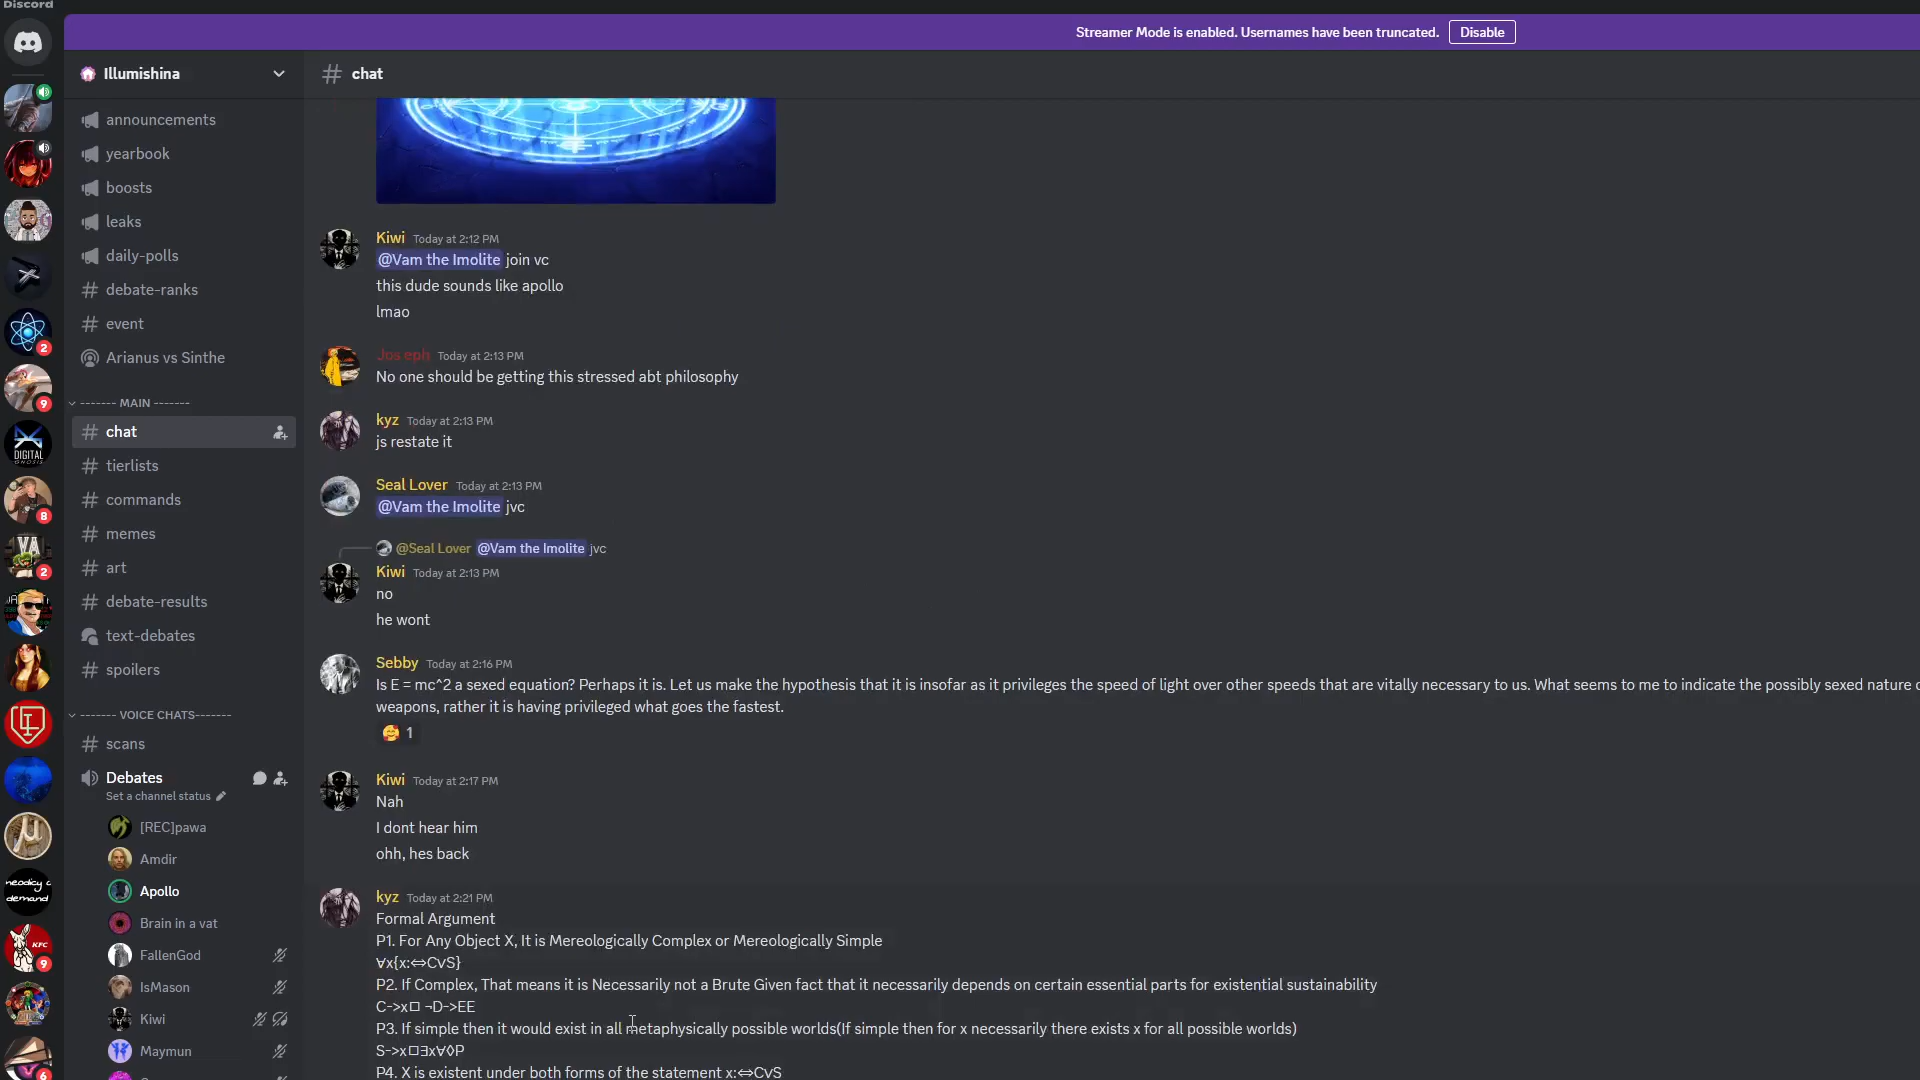 Discord
Streamer Mode is enabled. Usernames have been truncated.
Disable
Illumishina
chat
announcements
yearbook
boosts
leaks
daily-polls
debate-ranks
event
Arianus vs Sinthe
------- MAIN -------
chat
tierlists
commands
memes
art
debate-results
text-debates
spoilers
------- VOICE CHATS-------
scans
Debates
Set a channel status
[REC]pawa
Amdir
Apollo
Brain in a vat
FallenGod
IsMason
Kiwi
Maymun
2
9
DIGITAL
GNOSIS
8
VA
2
KFC
9
6
Kiwi Today at 2:12 PM
@Vam the Imolite join vc
this dude sounds like apollo
lmao
Jos eph Today at 2:13 PM
No one should be getting this stressed abt philosophy
kyz Today at 2:13 PM
js restate it
Seal Lover Today at 2:13 PM
@Vam the Imolite jvc
@Seal Lover @Vam the Imolite jvc
Kiwi Today at 2:13 PM
no
he wont
Sebby Today at 2:16 PM
Is E = mc^2 a sexed equation? Perhaps it is. Let us make the hypothesis that it is insofar as it privileges the speed of light over other speeds that are vitally necessary to us. What seems to me to indicate the possibly sexed nature
weapons, rather it is having privileged what goes the fastest.
🥰 1
Kiwi Today at 2:17 PM
Nah
I dont hear him
ohh, hes back
kyz Today at 2:21 PM
Formal Argument
P1. For Any Object X, It is Mereologically Complex or Mereologically Simple
∀x{x:⇔CvS}
P2. If Complex, That means it is Necessarily not a Brute Given fact that it necessarily depends on certain essential parts for existential sustainability
C->x□ ¬D->EE
P3. If simple then it would exist in all metaphysically possible worlds(If simple then for x necessarily there exists x for all possible worlds)
S->x□∃x∀◊P
P4. X is existent under both forms of the statement x:⇔CvS